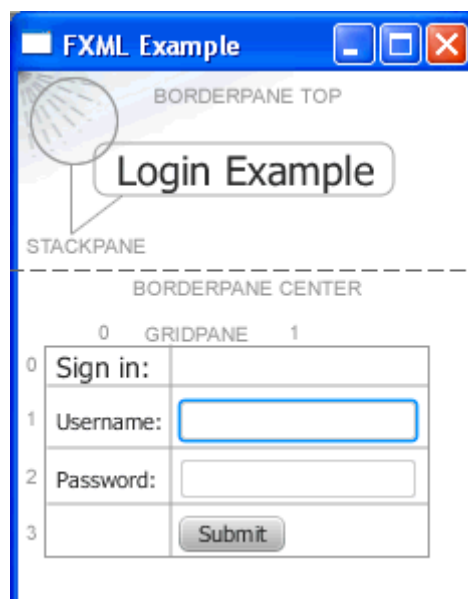 FXML Example
BORDERPANE TOP
Login Example
STACKPANE
BORDERPANE CENTER
0 GRIDPANE 1
0 Sign in:
1 Username:
2 Password:
3 Submit